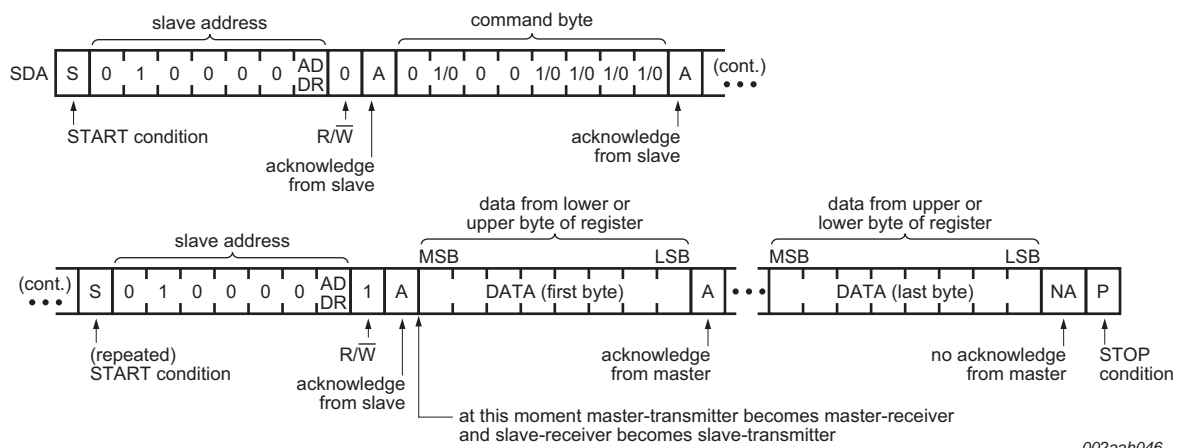 slave address command byte
SDA S 0 1 0 0 0 0 AD DR 0 A 0 1/0 0 0 1/0 1/0 1/0 1/0 A (cont.)
START condition R/W acknowledge from slave acknowledge from slave
data from lower or upper byte of register data from upper or lower byte of register
slave address MSB LSB MSB LSB
(cont.) S 0 1 0 0 0 0 AD DR 1 A DATA (first byte) A DATA (last byte) NA P
(repeated) START condition R/W acknowledge from slave acknowledge from master no acknowledge from master STOP condition
at this moment master-transmitter becomes master-receiver
and slave-receiver becomes slave-transmitter
002aah046